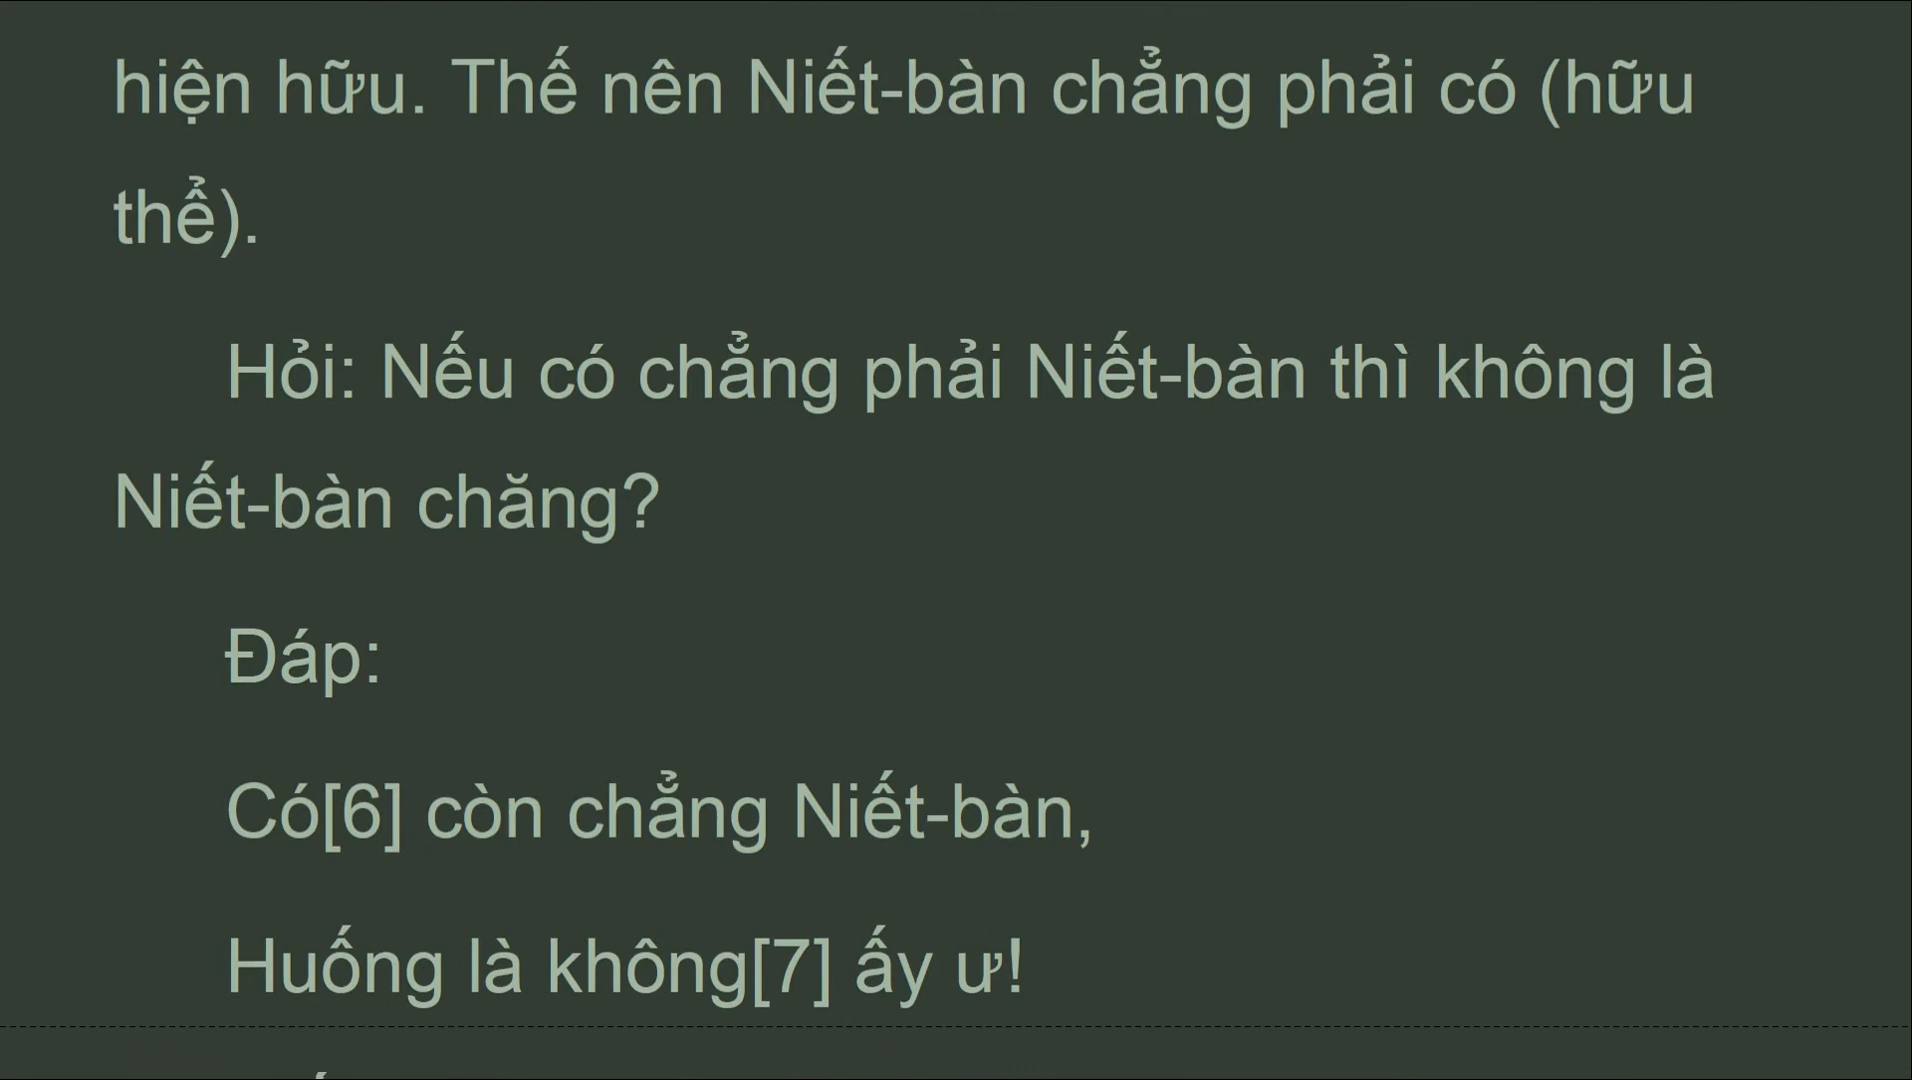 hiện hữu. Thế nên Niết-bàn chẳng phải có (hữu
thể).
Hỏi: Nếu có chẳng phải Niết-bàn thì không là
Niết-bàn chăng?
Đáp:
Có[6] còn chẳng Niết-bàn,
Huống là không[7] ấy ư!